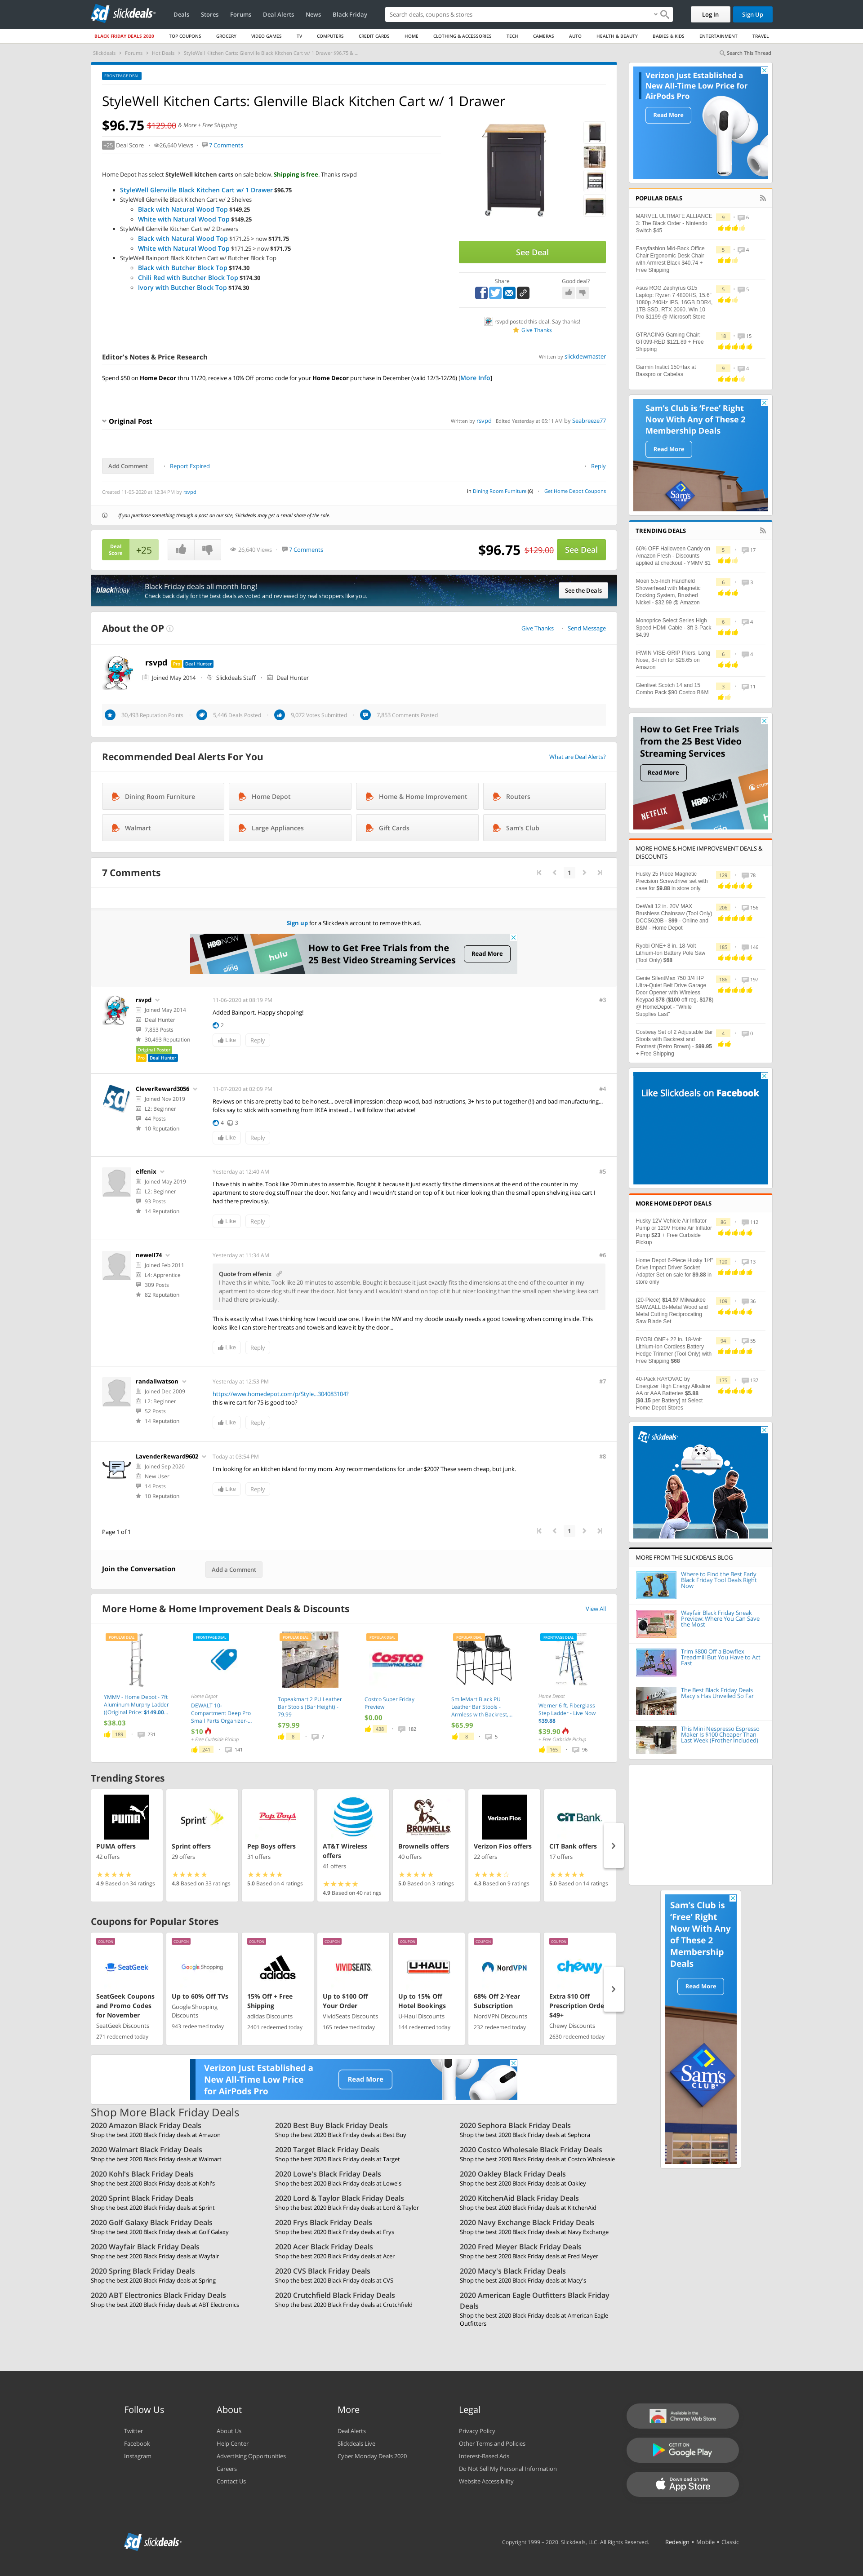 slickdeals
Deals
Stores
Forums
Deal Alerts
News
Black Friday
Search deals, coupons & stores
Log In
Sign Up
BLACK FRIDAY DEALS 2020
TOP COUPONS
GROCERY
VIDEO GAMES
TV
COMPUTERS
CREDIT CARDS
HOME
CLOTHING & ACCESSORIES
TECH
CAMERAS
AUTO
HEALTH & BEAUTY
BABIES & KIDS
ENTERTAINMENT
TRAVEL
Slickdeals > Forums > Hot Deals > StyleWell Kitchen Carts: Glenville Black Kitchen Cart w/ 1 Drawer $96.75 & ...
Search This Thread
FRONTPAGE DEAL
StyleWell Kitchen Carts: Glenville Black Kitchen Cart w/ 1 Drawer
$96.75 $129.00 & More + Free Shipping
+25 Deal Score
26,640 Views
7 Comments
Home Depot has select StyleWell kitchen carts on sale below. Shipping is free. Thanks rsvpd
StyleWell Glenville Black Kitchen Cart w/ 1 Drawer $96.75
StyleWell Glenville Black Kitchen Cart w/ 2 Shelves
Black with Natural Wood Top $149.25
White with Natural Wood Top $149.25
StyleWell Glenville Kitchen Cart w/ 2 Drawers
Black with Natural Wood Top $171.25 > now $171.75
White with Natural Wood Top $171.25 > now $171.75
StyleWell Bainport Black Kitchen Cart w/ Butcher Block Top
Black with Butcher Block Top $174.30
Chili Red with Butcher Block Top $174.30
Ivory with Butcher Block Top $174.30
See Deal
Share
Good deal?
rsvpd posted this deal. Say thanks!
Give Thanks
Editor's Notes & Price Research
Written by slickdewmaster
Spend $50 on Home Decor thru 11/20, receive a 10% Off promo code for your Home Decor purchase in December (valid 12/3-12/26) [More Info]
Original Post
Written by rsvpd Edited Yesterday at 05:11 AM by Seabreeze77
Add Comment
Report Expired
Reply
Created 11-05-2020 at 12:34 PM by rsvpd
in Dining Room Furniture (6)
Get Home Depot Coupons
If you purchase something through a post on our site, Slickdeals may get a small share of the sale.
Deal Score
+25
26,640 Views
7 Comments
$96.75 $129.00
See Deal
blackfriday
Black Friday deals all month long!
Check back daily for the best deals as voted and reviewed by real shoppers like you.
See the Deals
About the OP
Give Thanks
Send Message
rsvpd
Pro
Deal Hunter
Joined May 2014
Slickdeals Staff
Deal Hunter
30,493 Reputation Points
5,446 Deals Posted
9,072 Votes Submitted
7,853 Comments Posted
Recommended Deal Alerts For You
What are Deal Alerts?
Dining Room Furniture
Home Depot
Home & Home Improvement
Routers
Walmart
Large Appliances
Gift Cards
Sam's Club
7 Comments
1
Sign up for a Slickdeals account to remove this ad.
HBO NOW
sling
hulu
How to Get Free Trials from the
25 Best Video Streaming Services
Read More
rsvpd
Joined May 2014
Deal Hunter
7,853 Posts
30,493 Reputation
Original Poster
Pro
Deal Hunter
11-06-2020 at 08:19 PM
#3
Added Bainport. Happy shopping!
2
Like
Reply
CleverReward3056
Joined Nov 2019
L2: Beginner
44 Posts
10 Reputation
11-07-2020 at 02:09 PM
#4
Reviews on this are pretty bad to be honest... overall impression: cheap wood, bad instructions, 3+ hrs to put together (!!) and bad manufacturing...
folks say to stick with something from IKEA instead... I will follow that advice!
4
3
Like
Reply
elfenix
Joined May 2019
L2: Beginner
93 Posts
14 Reputation
Yesterday at 12:40 AM
#5
I have this in white. Took like 20 minutes to assemble. Bought it because it just exactly fits the dimensions at the end of the counter in my
apartment to store dog stuff near the door. Not fancy and I wouldn't stand on top of it but nicer looking than the small open shelving ikea cart I
had there previously.
Like
Reply
newell74
Joined Feb 2011
L4: Apprentice
309 Posts
82 Reputation
Yesterday at 11:34 AM
#6
Quote from elfenix
I have this in white. Took like 20 minutes to assemble. Bought it because it just exactly fits the dimensions at the end of the counter in my
apartment to store dog stuff near the door. Not fancy and I wouldn't stand on top of it but nicer looking than the small open shelving ikea cart
I had there previously.
This is exactly what I was thinking how I would use one. I live in the NW and my doodle usually needs a good toweling when coming inside. This
looks like I can store her treats and towels and leave it by the door...
Like
Reply
randallwatson
Joined Dec 2009
L2: Beginner
52 Posts
14 Reputation
Yesterday at 12:53 PM
#7
https://www.homedepot.com/p/Style...304083104?
this wire cart for 75 is good too?
Like
Reply
LavenderReward9602
Joined Sep 2020
New User
14 Posts
10 Reputation
Today at 03:54 PM
#8
I'm looking for an kitchen island for my mom. Any recommendations for under $200? These seem cheap, but junk.
Like
Reply
Page 1 of 1
1
Join the Conversation
Add a Comment
More Home & Home Improvement Deals & Discounts
View All
POPULAR DEAL
YMMV - Home Depot - 7ft Aluminum Murphy Ladder ((Original Price: $149.00...
$38.03
189
231
FRONTPAGE DEAL
Home Depot
DEWALT 10-Compartment Deep Pro Small Parts Organizer-...
$10
+ Free Curbside Pickup
241
141
POPULAR DEAL
Topeakmart 2 PU Leather Bar Stools (Bar Height) - 79.99
$79.99
8
7
POPULAR DEAL
COSTCO WHOLESALE
Costco Super Friday Preview
$0.00
438
182
POPULAR DEAL
SmileMart Black PU Leather Bar Stools - Armless with Backrest,...
$65.99
8
5
FRONTPAGE DEAL
Home Depot
Werner 6 ft. Fiberglass Step Ladder - Live Now $39.88
$39.90
+ Free Curbside Pickup
165
96
Trending Stores
PUMA
PUMA offers
42 offers
4.9 Based on 34 ratings
Sprint
Sprint offers
29 offers
4.8 Based on 33 ratings
Pep Boys
Pep Boys offers
31 offers
5.0 Based on 4 ratings
AT&T
AT&T Wireless offers
41 offers
4.9 Based on 40 ratings
BROWNELLS
Brownells offers
40 offers
5.0 Based on 3 ratings
Verizon Fios
Verizon Fios offers
22 offers
4.3 Based on 9 ratings
CIT Bank
CIT Bank offers
17 offers
5.0 Based on 14 ratings
Coupons for Popular Stores
COUPON
SeatGeek
SeatGeek Coupons and Promo Codes for November
SeatGeek Discounts
271 redeemed today
COUPON
Google Shopping
Up to 60% Off TVs
Google Shopping Discounts
943 redeemed today
COUPON
adidas
15% Off + Free Shipping
adidas Discounts
2401 redeemed today
COUPON
VIVIDSEATS
Up to $100 Off Your Order
VividSeats Discounts
165 redeemed today
COUPON
U-HAUL
Up to 15% Off Hotel Bookings
U-Haul Discounts
144 redeemed today
COUPON
NordVPN
68% Off 2-Year Subscription
NordVPN Discounts
232 redeemed today
COUPON
chewy
Extra $10 Off Prescription Orde $49+
Chewy Discounts
2630 redeemed today
Verizon Just Established a
New All-Time Low Price
for AirPods Pro
Read More
Shop More Black Friday Deals
2020 Amazon Black Friday Deals
Shop the best 2020 Black Friday deals at Amazon
2020 Walmart Black Friday Deals
Shop the best 2020 Black Friday deals at Walmart
2020 Kohl's Black Friday Deals
Shop the best 2020 Black Friday deals at Kohl's
2020 Sprint Black Friday Deals
Shop the best 2020 Black Friday deals at Sprint
2020 Golf Galaxy Black Friday Deals
Shop the best 2020 Black Friday deals at Golf Galaxy
2020 Wayfair Black Friday Deals
Shop the best 2020 Black Friday deals at Wayfair
2020 Spring Black Friday Deals
Shop the best 2020 Black Friday deals at Spring
2020 ABT Electronics Black Friday Deals
Shop the best 2020 Black Friday deals at ABT Electronics
2020 Best Buy Black Friday Deals
Shop the best 2020 Black Friday deals at Best Buy
2020 Target Black Friday Deals
Shop the best 2020 Black Friday deals at Target
2020 Lowe's Black Friday Deals
Shop the best 2020 Black Friday deals at Lowe's
2020 Lord & Taylor Black Friday Deals
Shop the best 2020 Black Friday deals at Lord & Taylor
2020 Frys Black Friday Deals
Shop the best 2020 Black Friday deals at Frys
2020 Acer Black Friday Deals
Shop the best 2020 Black Friday deals at Acer
2020 CVS Black Friday Deals
Shop the best 2020 Black Friday deals at CVS
2020 Crutchfield Black Friday Deals
Shop the best 2020 Black Friday deals at Crutchfield
2020 Sephora Black Friday Deals
Shop the best 2020 Black Friday deals at Sephora
2020 Costco Wholesale Black Friday Deals
Shop the best 2020 Black Friday deals at Costco Wholesale
2020 Oakley Black Friday Deals
Shop the best 2020 Black Friday deals at Oakley
2020 KitchenAid Black Friday Deals
Shop the best 2020 Black Friday deals at KitchenAid
2020 Navy Exchange Black Friday Deals
Shop the best 2020 Black Friday deals at Navy Exchange
2020 Fred Meyer Black Friday Deals
Shop the best 2020 Black Friday deals at Fred Meyer
2020 Macy's Black Friday Deals
Shop the best 2020 Black Friday deals at Macy's
2020 American Eagle Outfitters Black Friday
Deals
Shop the best 2020 Black Friday deals at American Eagle
Outfitters
Verizon Just Established a
New All-Time Low Price for
AirPods Pro
Read More
POPULAR DEALS
MARVEL ULTIMATE ALLIANCE 3: The Black Order - Nintendo Switch $45
9
6
Easyfashion Mid-Back Office Chair Ergonomic Desk Chair with Armrest Black $40.74 + Free Shipping
5
4
Asus ROG Zephyrus G15 Laptop: Ryzen 7 4800HS, 15.6" 1080p 240Hz IPS, 16GB DDR4, 1TB SSD, RTX 2060, Win 10 Pro $1199 @ Microsoft Store
5
5
GTRACING Gaming Chair: GT099-RED $121.89 + Free Shipping
18
15
Garmin Instict 150+tax at Basspro or Cabelas
9
4
Sam's Club is 'Free' Right
Now With Any of These 2
Membership Deals
Read More
Sam's
TRENDING DEALS
60% OFF Halloween Candy on Amazon Fresh - Discounts applied at checkout - YMMV $1
5
17
Moen 5.5-Inch Handheld Showerhead with Magnetic Docking System, Brushed Nickel - $32.99 @ Amazon
6
3
Monoprice Select Series High Speed HDMI Cable - 3ft 3-Pack $4.99
6
4
IRWIN VISE-GRIP Pliers, Long Nose, 8-Inch for $28.65 on Amazon
6
4
Glenlivet Scotch 14 and 15 Combo Pack $90 Costco B&M
3
11
How to Get Free Trials
from the 25 Best Video
Streaming Services
Read More
NETFLIX
HBO NOW
MORE HOME & HOME IMPROVEMENT DEALS & DISCOUNTS
Husky 25 Piece Magnetic Precision Screwdriver set with case for $9.88 in store only.
129
78
DeWalt 12 in. 20V MAX Brushless Chainsaw (Tool Only) DCCS620B - $99 - Online and B&M - Home Depot
206
156
Ryobi ONE+ 8 in. 18-Volt Lithium-Ion Battery Pole Saw (Tool Only) $68
185
146
Genie SilentMax 750 3/4 HP Ultra-Quiet Belt Drive Garage Door Opener with Wireless Keypad $78 ($100 off reg. $178) @ HomeDepot - "While Supplies Last"
186
197
Costway Set of 2 Adjustable Bar Stools with Backrest and Footrest (Retro Brown) - $99.95 + Free Shipping
4
0
Like Slickdeals on Facebook
MORE HOME DEPOT DEALS
Husky 12V Vehicle Air Inflator Pump or 120V Home Air Inflator Pump $23 + Free Curbside Pickup
86
112
Home Depot 6-Piece Husky 1/4" Drive Impact Driver Socket Adapter Set on sale for $9.88 in store only
120
13
(20-Piece) $14.97 Milwaukee SAWZALL Bi-Metal Wood and Metal Cutting Reciprocating Saw Blade Set
109
36
RYOBI ONE+ 22 in. 18-Volt Lithium-Ion Cordless Battery Hedge Trimmer (Tool Only) with Free Shipping $68
94
55
40-Pack RAYOVAC by Energizer High Energy Alkaline AA or AAA Batteries $5.88 [$0.15 per Battery] at Select Home Depot Stores
175
137
slickdeals
MORE FROM THE SLICKDEALS BLOG
Where to Find the Best Early Black Friday Tool Deals Right Now
Wayfair Black Friday Sneak Preview: Where You Can Save the Most
Trim $800 Off a Bowflex Treadmill But You Have to Act Fast
The Best Black Friday Deals Macy's Has Unveiled So Far
This Mini Nespresso Espresso Maker Is $100 Cheaper Than Last Week (Frother Included)
Sam's Club is
'Free' Right
Now With Any
of These 2
Membership
Deals
Read More
Sam's
CLUB
Follow Us
Twitter
Facebook
Instagram
About
About Us
Help Center
Advertising Opportunities
Careers
Contact Us
More
Deal Alerts
Slickdeals Live
Cyber Monday Deals 2020
Legal
Privacy Policy
Other Terms and Policies
Interest-Based Ads
Do Not Sell My Personal Information
Website Accessibility
Available in the
Chrome Web Store
GET IT ON
Google Play
Download on the
App Store
slickdeals
Copyright 1999 – 2020. Slickdeals, LLC. All Rights Reserved.
Redesign • Mobile • Classic